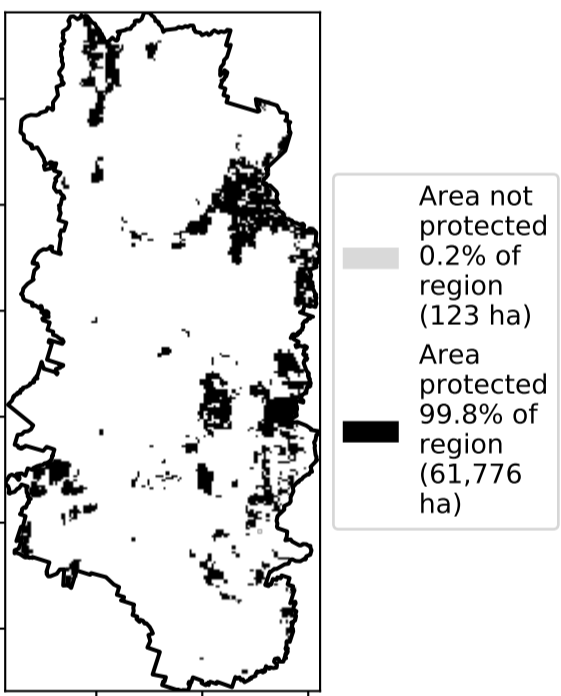 Area not
protected
0.2% of
region
(123 ha)
Area
protected
99.8% of
region
(61,776
ha)